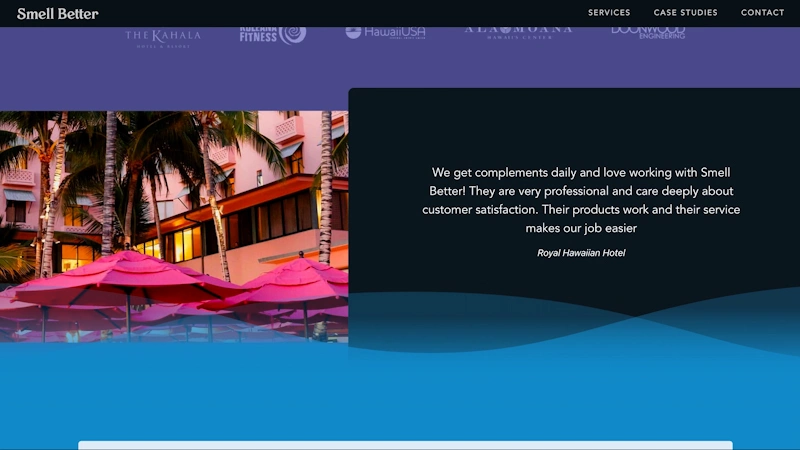 Smell Better
SERVICES CASE STUDIES CONTACT
THE KAHALA
HOTEL & RESORT
KULEANA
FITNESS
HawaiiUSA
ALA MOANA
HAWAII'S CENTER
ENGINEERING
We get complements daily and love working with Smell
Better! They are very professional and care deeply about
customer satisfaction. Their products work and their service
makes our job easier
Royal Hawaiian Hotel